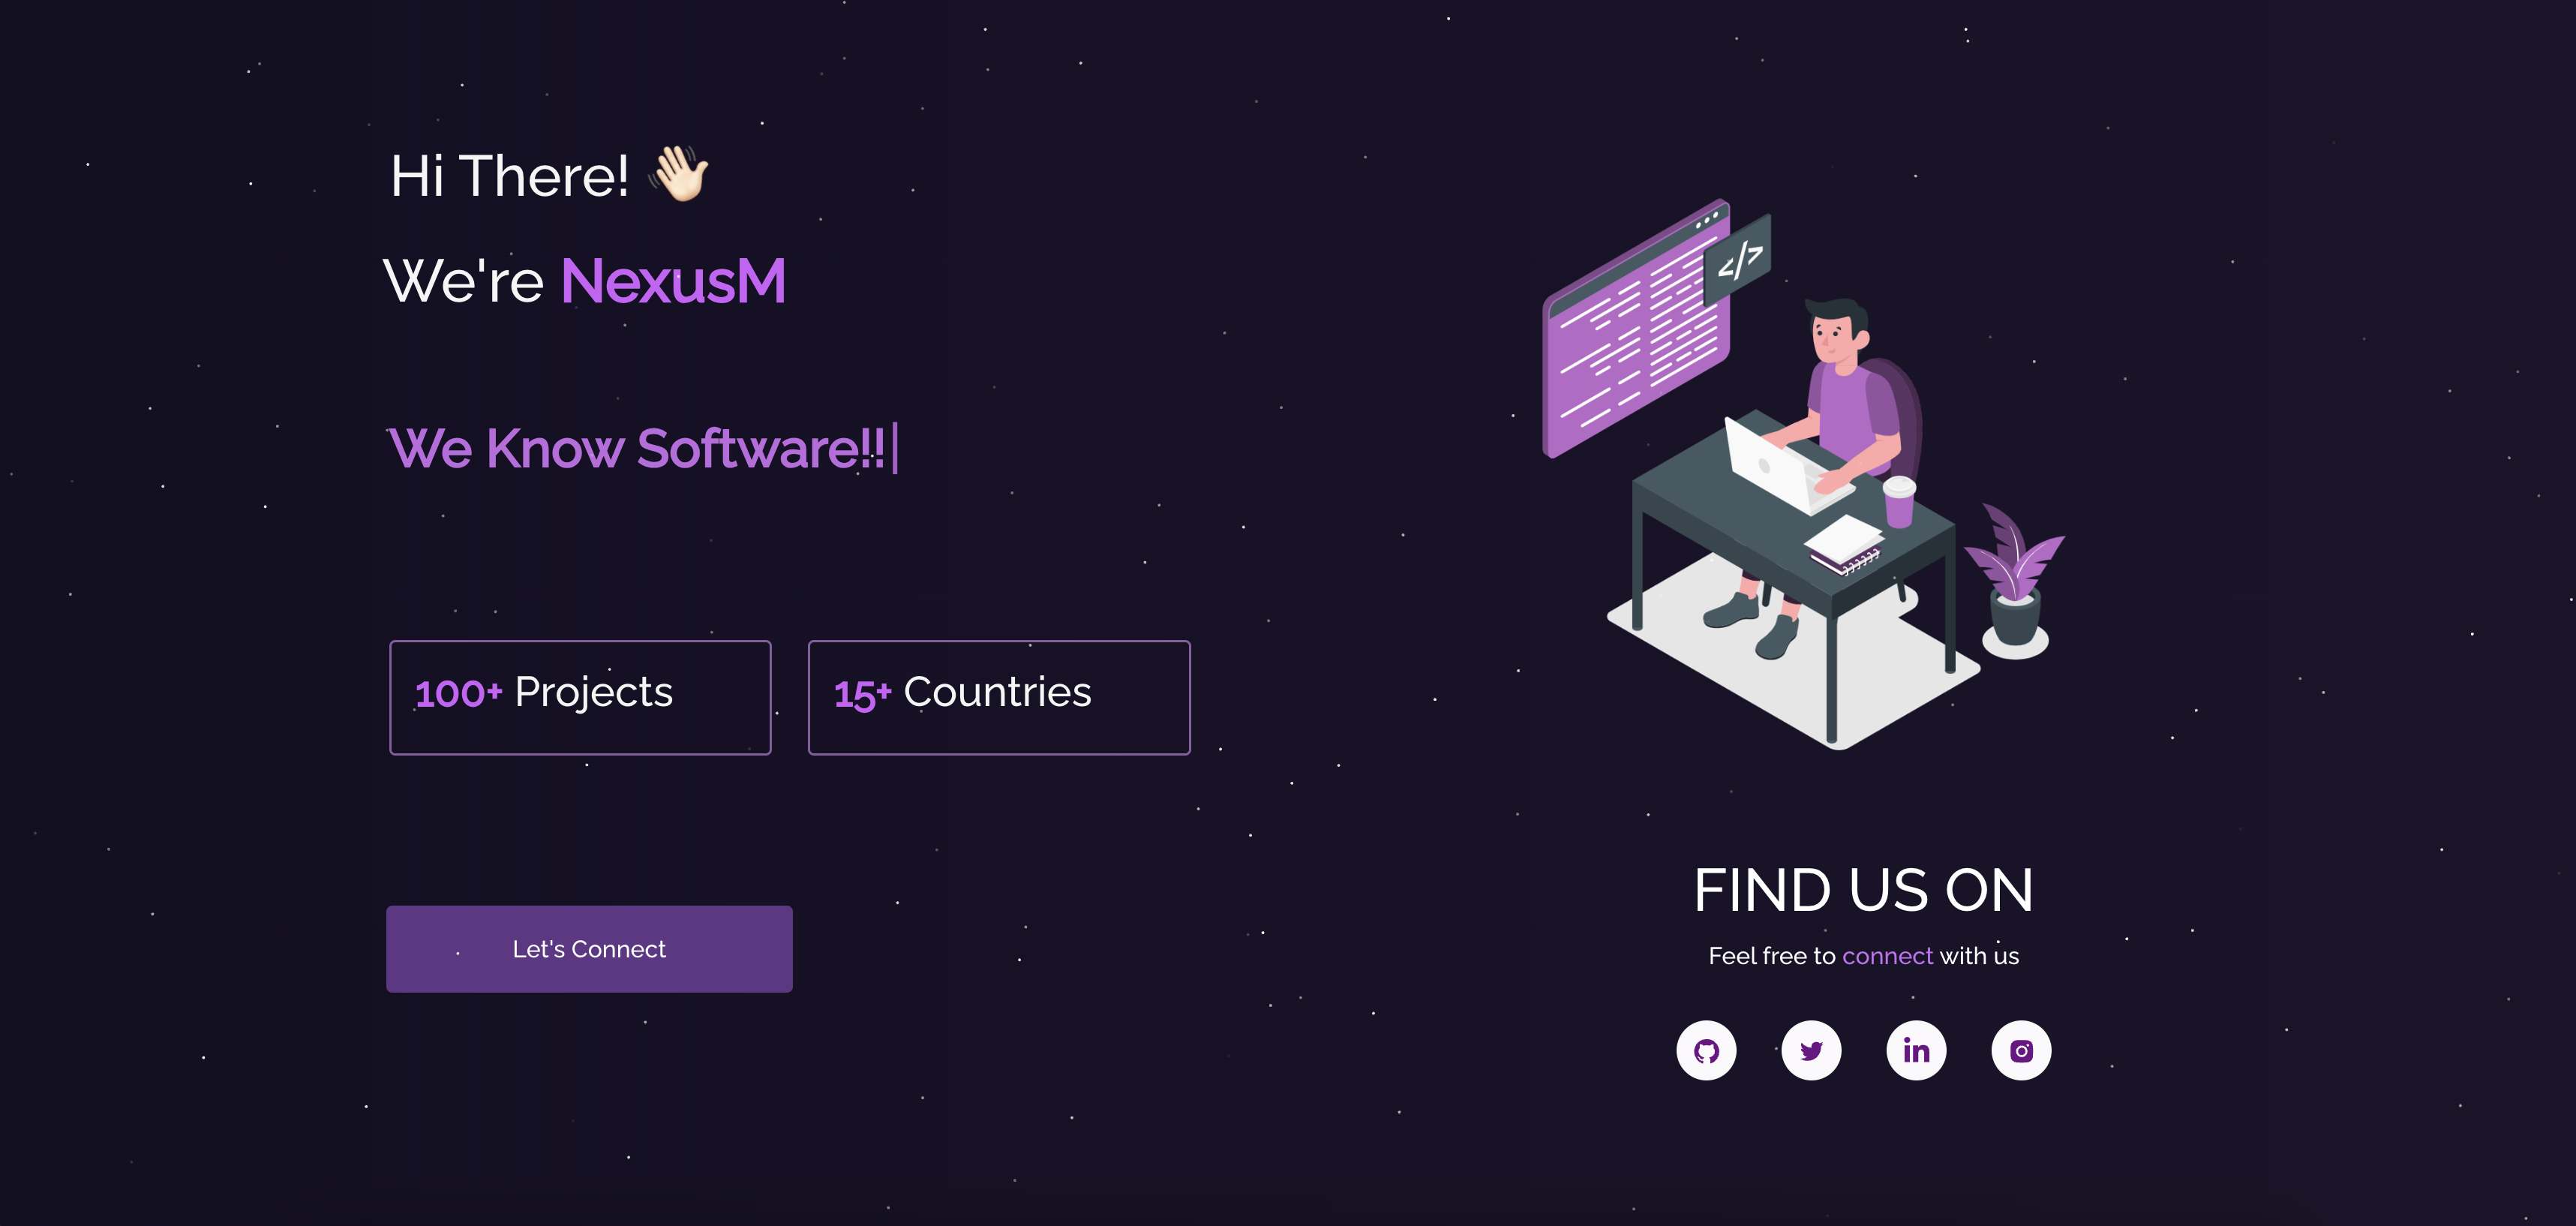 Hi There! 👋🏻
We're NexusM
We Know Software!!
100+ Projects
15+ Countries
Let's Connect
</>
FIND US ON
Feel free to connect with us
in